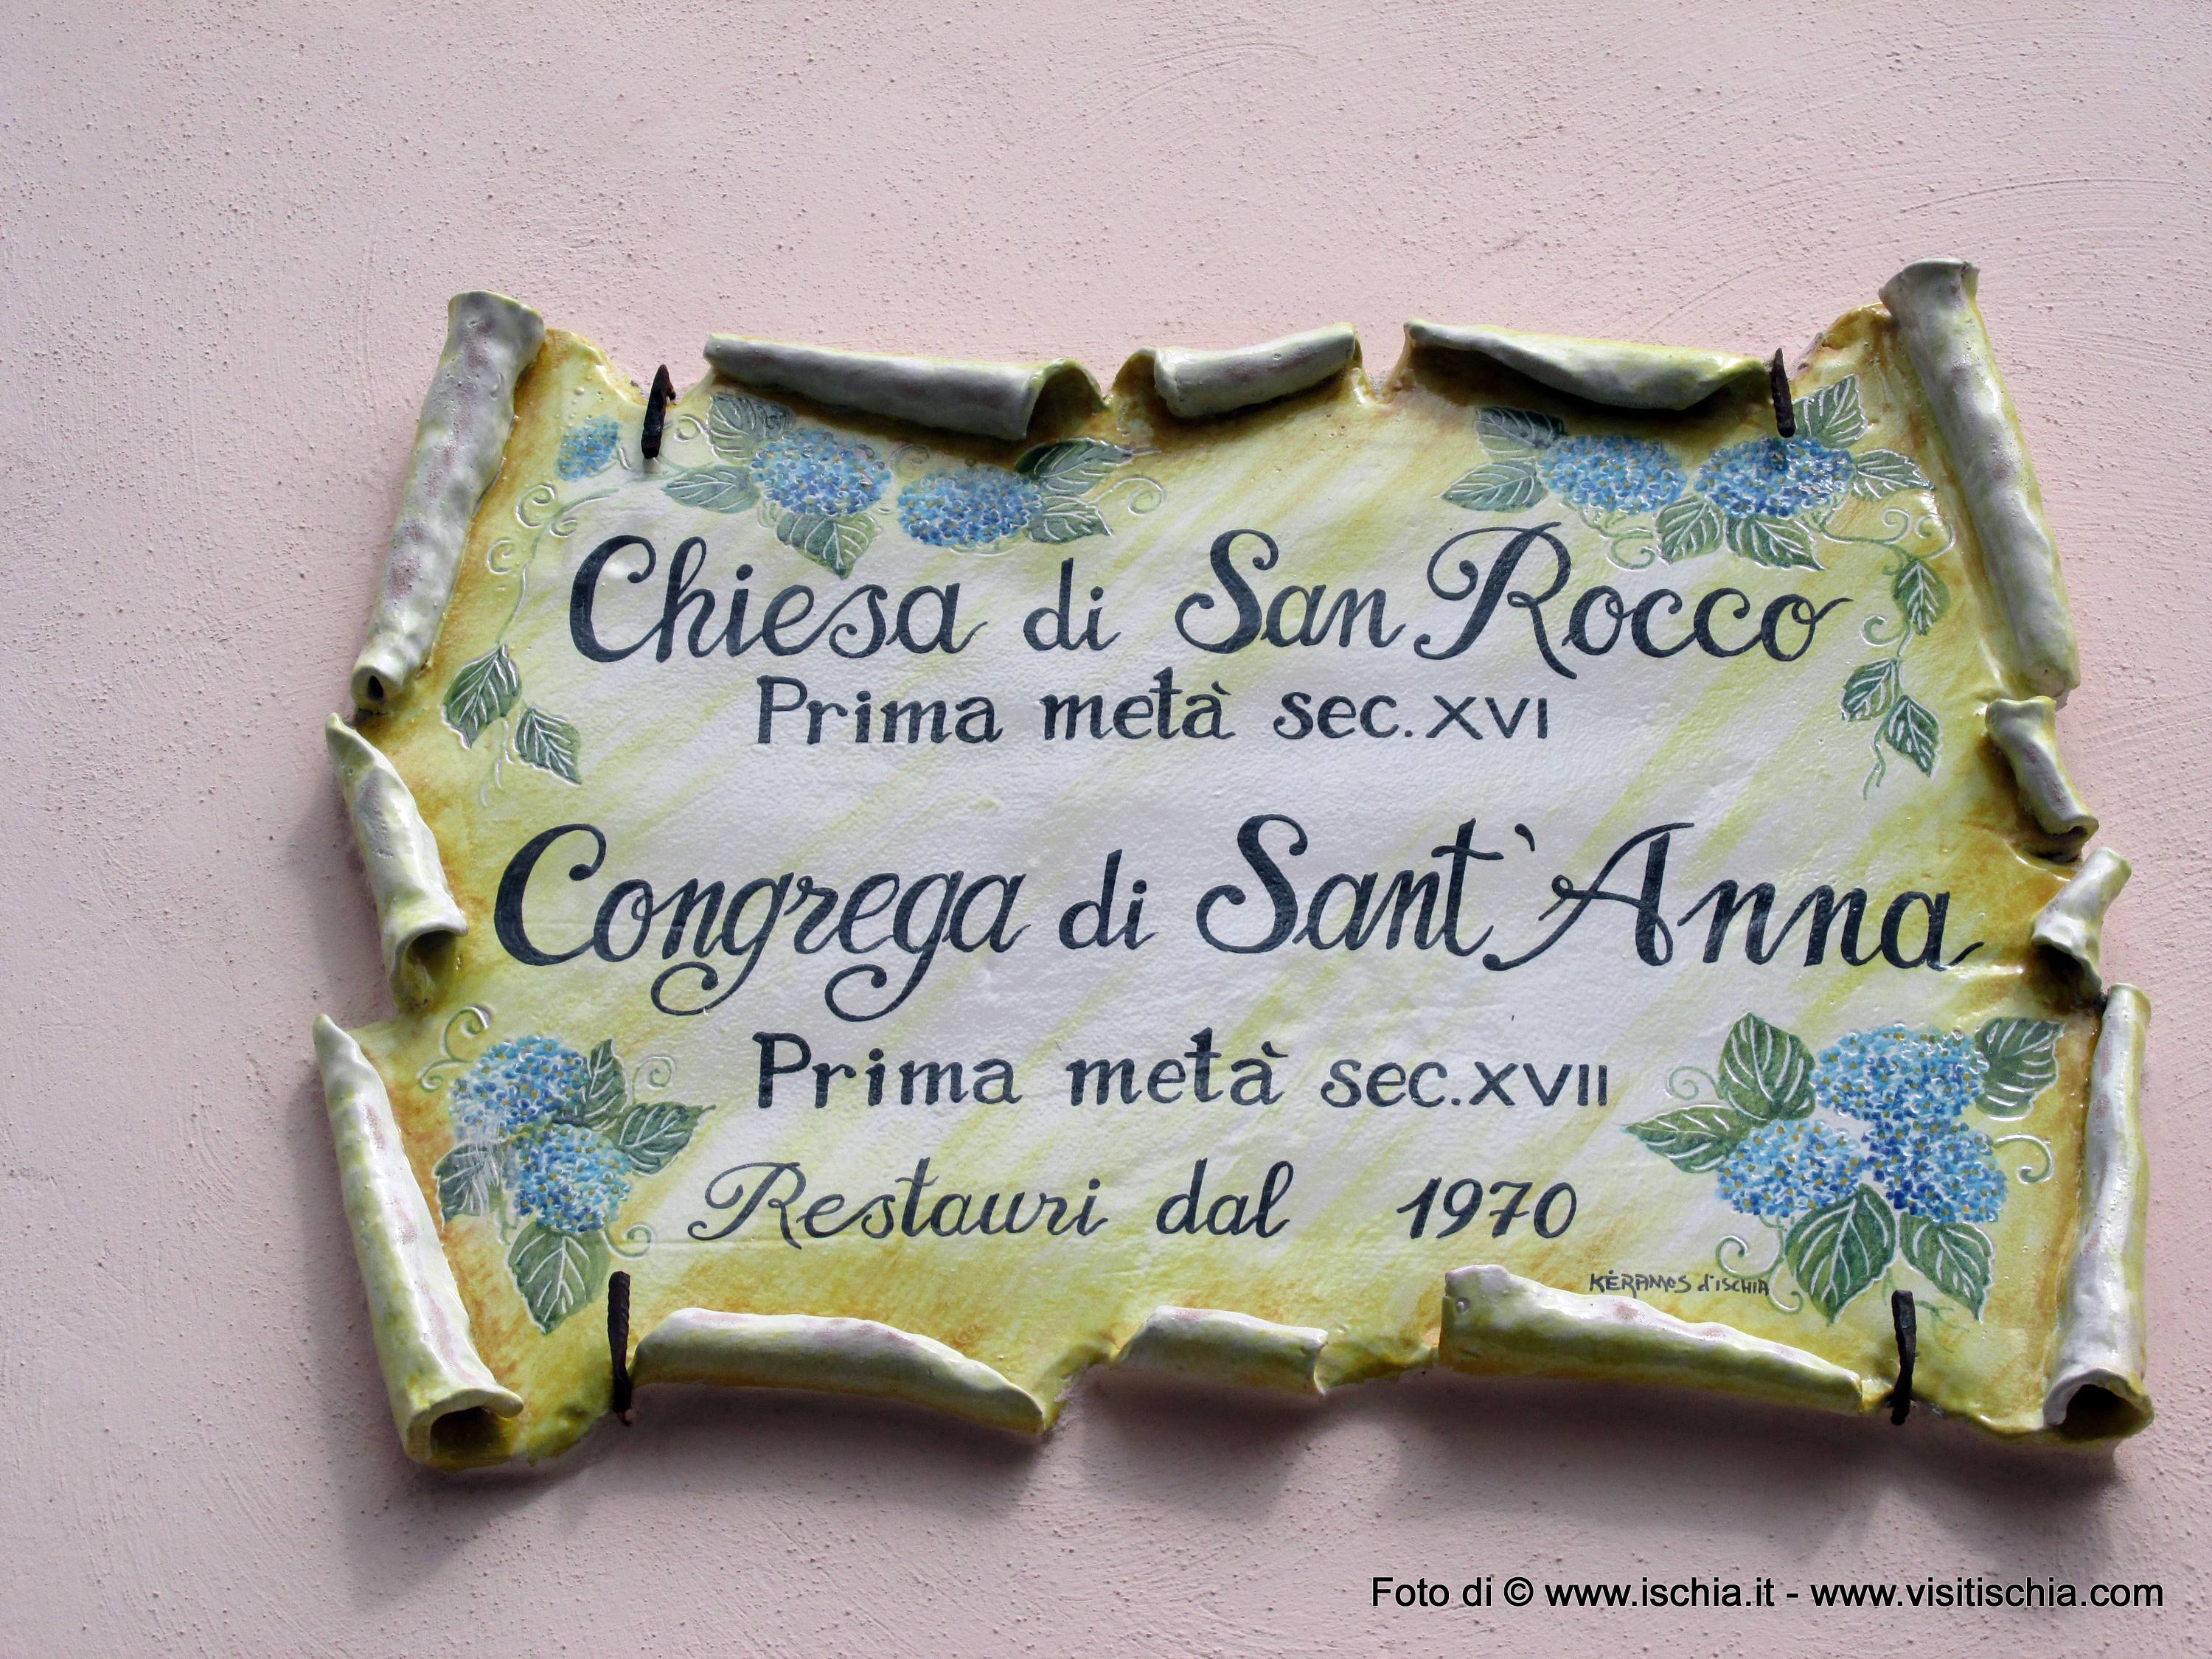 Chiesa di San Rocco
Prima metà sec. XVI
Congrega di Sant'Anna
Prima metà sec. XVII
Restauri dal 1970
KÈRAMOS d'ISCHIA
Foto di © www.ischia.it - www.visitischia.com